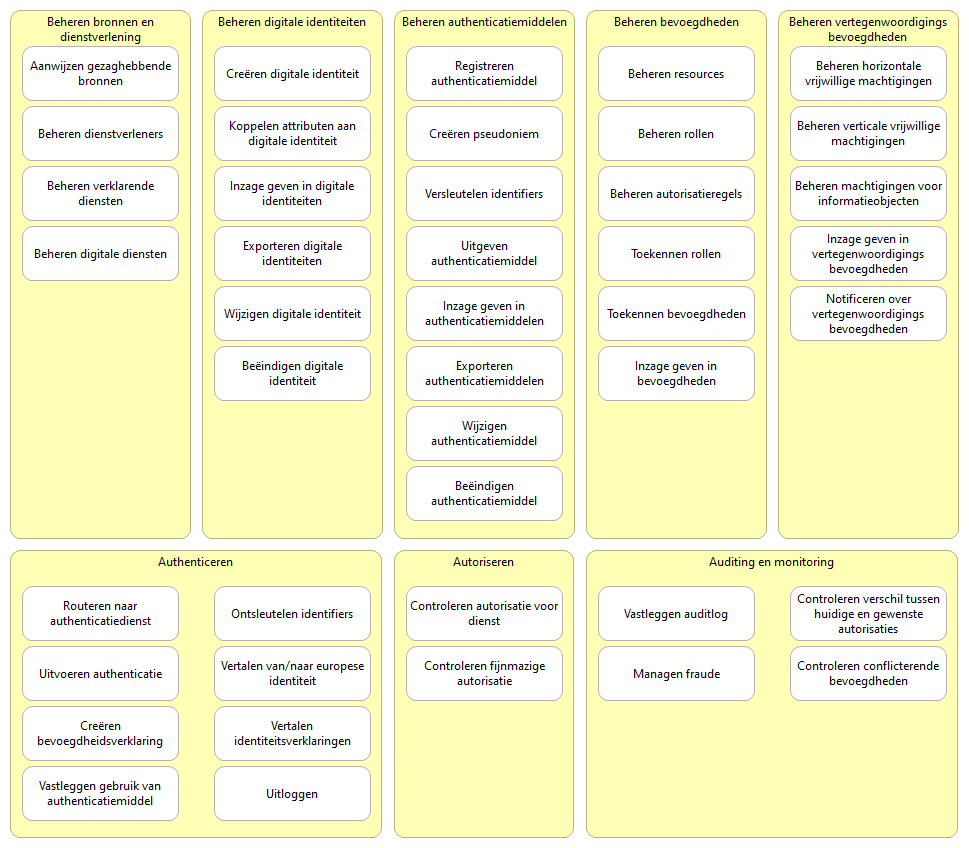 Beheren bronnen en
dienstverlening
Aanwijzen gezaghebbende
bronnen
Beheren dienstverleners
Beheren verklarende
diensten
Beheren digitale diensten
Beheren digitale identiteiten
Creëren digitale identiteit
Koppelen attributen aan
digitale identiteit
Inzage geven in digitale
identiteiten
Exporteren digitale
identiteiten
Wijzigen digitale identiteit
Beëindigen digitale
identiteit
Beheren authenticatiemiddelen
Registreren
authenticatiemiddel
Creëren pseudoniem
Versleutelen identifiers
Uitgeven
authenticatiemiddel
Inzage geven in
authenticatiemiddelen
Exporteren
authenticatiemiddelen
Wijzigen
authenticatiemiddel
Beëindigen
authenticatiemiddel
Beheren bevoegdheden
Beheren resources
Beheren rollen
Beheren autorisatieregels
Toekennen rollen
Toekennen bevoegdheden
Inzage geven in
bevoegdheden
Beheren vertegenwoordigings
bevoegdheden
Beheren horizontale
vrijwillige machtigingen
Beheren verticale vrijwillige
machtigingen
Beheren machtigingen voor
informatieobjecten
Inzage geven in
vertegenwoordigings
bevoegdheden
Notificeren over
vertegenwoordigings
bevoegdheden
Authenticeren
Routeren naar
authenticatiedienst
Uitvoeren authenticatie
Creëren
bevoegdheidsverklaring
Vastleggen gebruik van
authenticatiemiddel
Ontsleutelen identifiers
Vertalen van/naar europese
identiteit
Vertalen
identiteitsverklaringen
Uitloggen
Autoriseren
Controleren autorisatie voor
dienst
Controleren fijnmazige
autorisatie
Auditing en monitoring
Vastleggen auditlog
Managen fraude
Controleren verschil tussen
huidige en gewenste
autorisaties
Controleren conflicterende
bevoegdheden